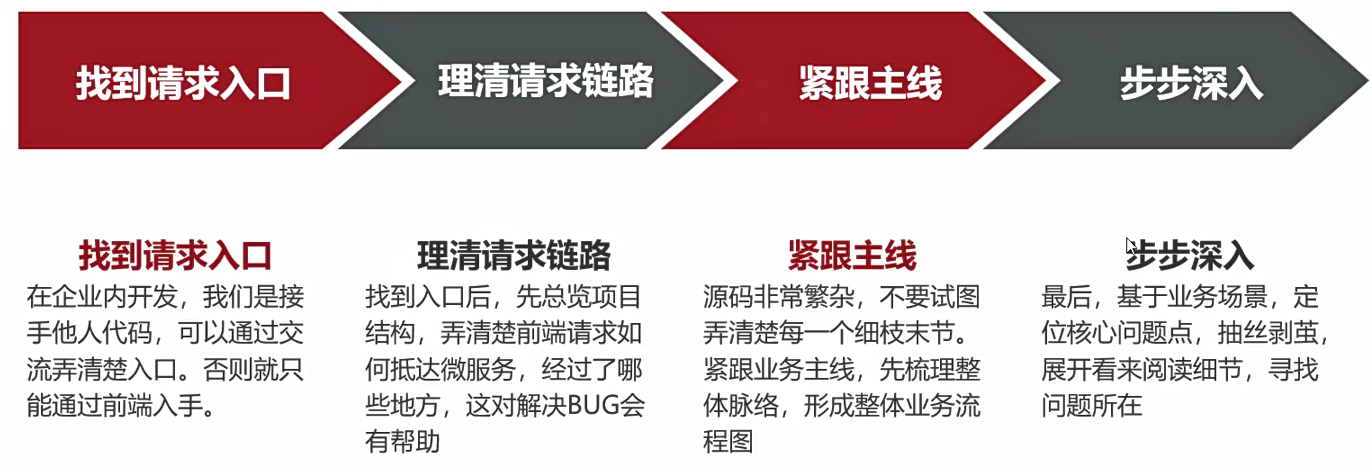 找到请求入口
理清请求链路
紧跟主线
步步深入
找到请求入口
在企业内开发，我们是接
手他人代码，可以通过交
流弄清楚入口。否则就只
能通过前端入手。
理清请求链路
找到入口后，先总览项目
结构，弄清楚前端请求如
何抵达微服务，经过了哪
些地方，这对解决BUG会
有帮助
紧跟主线
源码非常繁杂，不要试图
弄清楚每一个细枝末节。
紧跟业务主线，先梳理整
体脉络，形成整体业务流
程图
步步深入
最后，基于业务场景，定
位核心问题点，抽丝剥茧，
展开看来阅读细节，寻找
问题所在